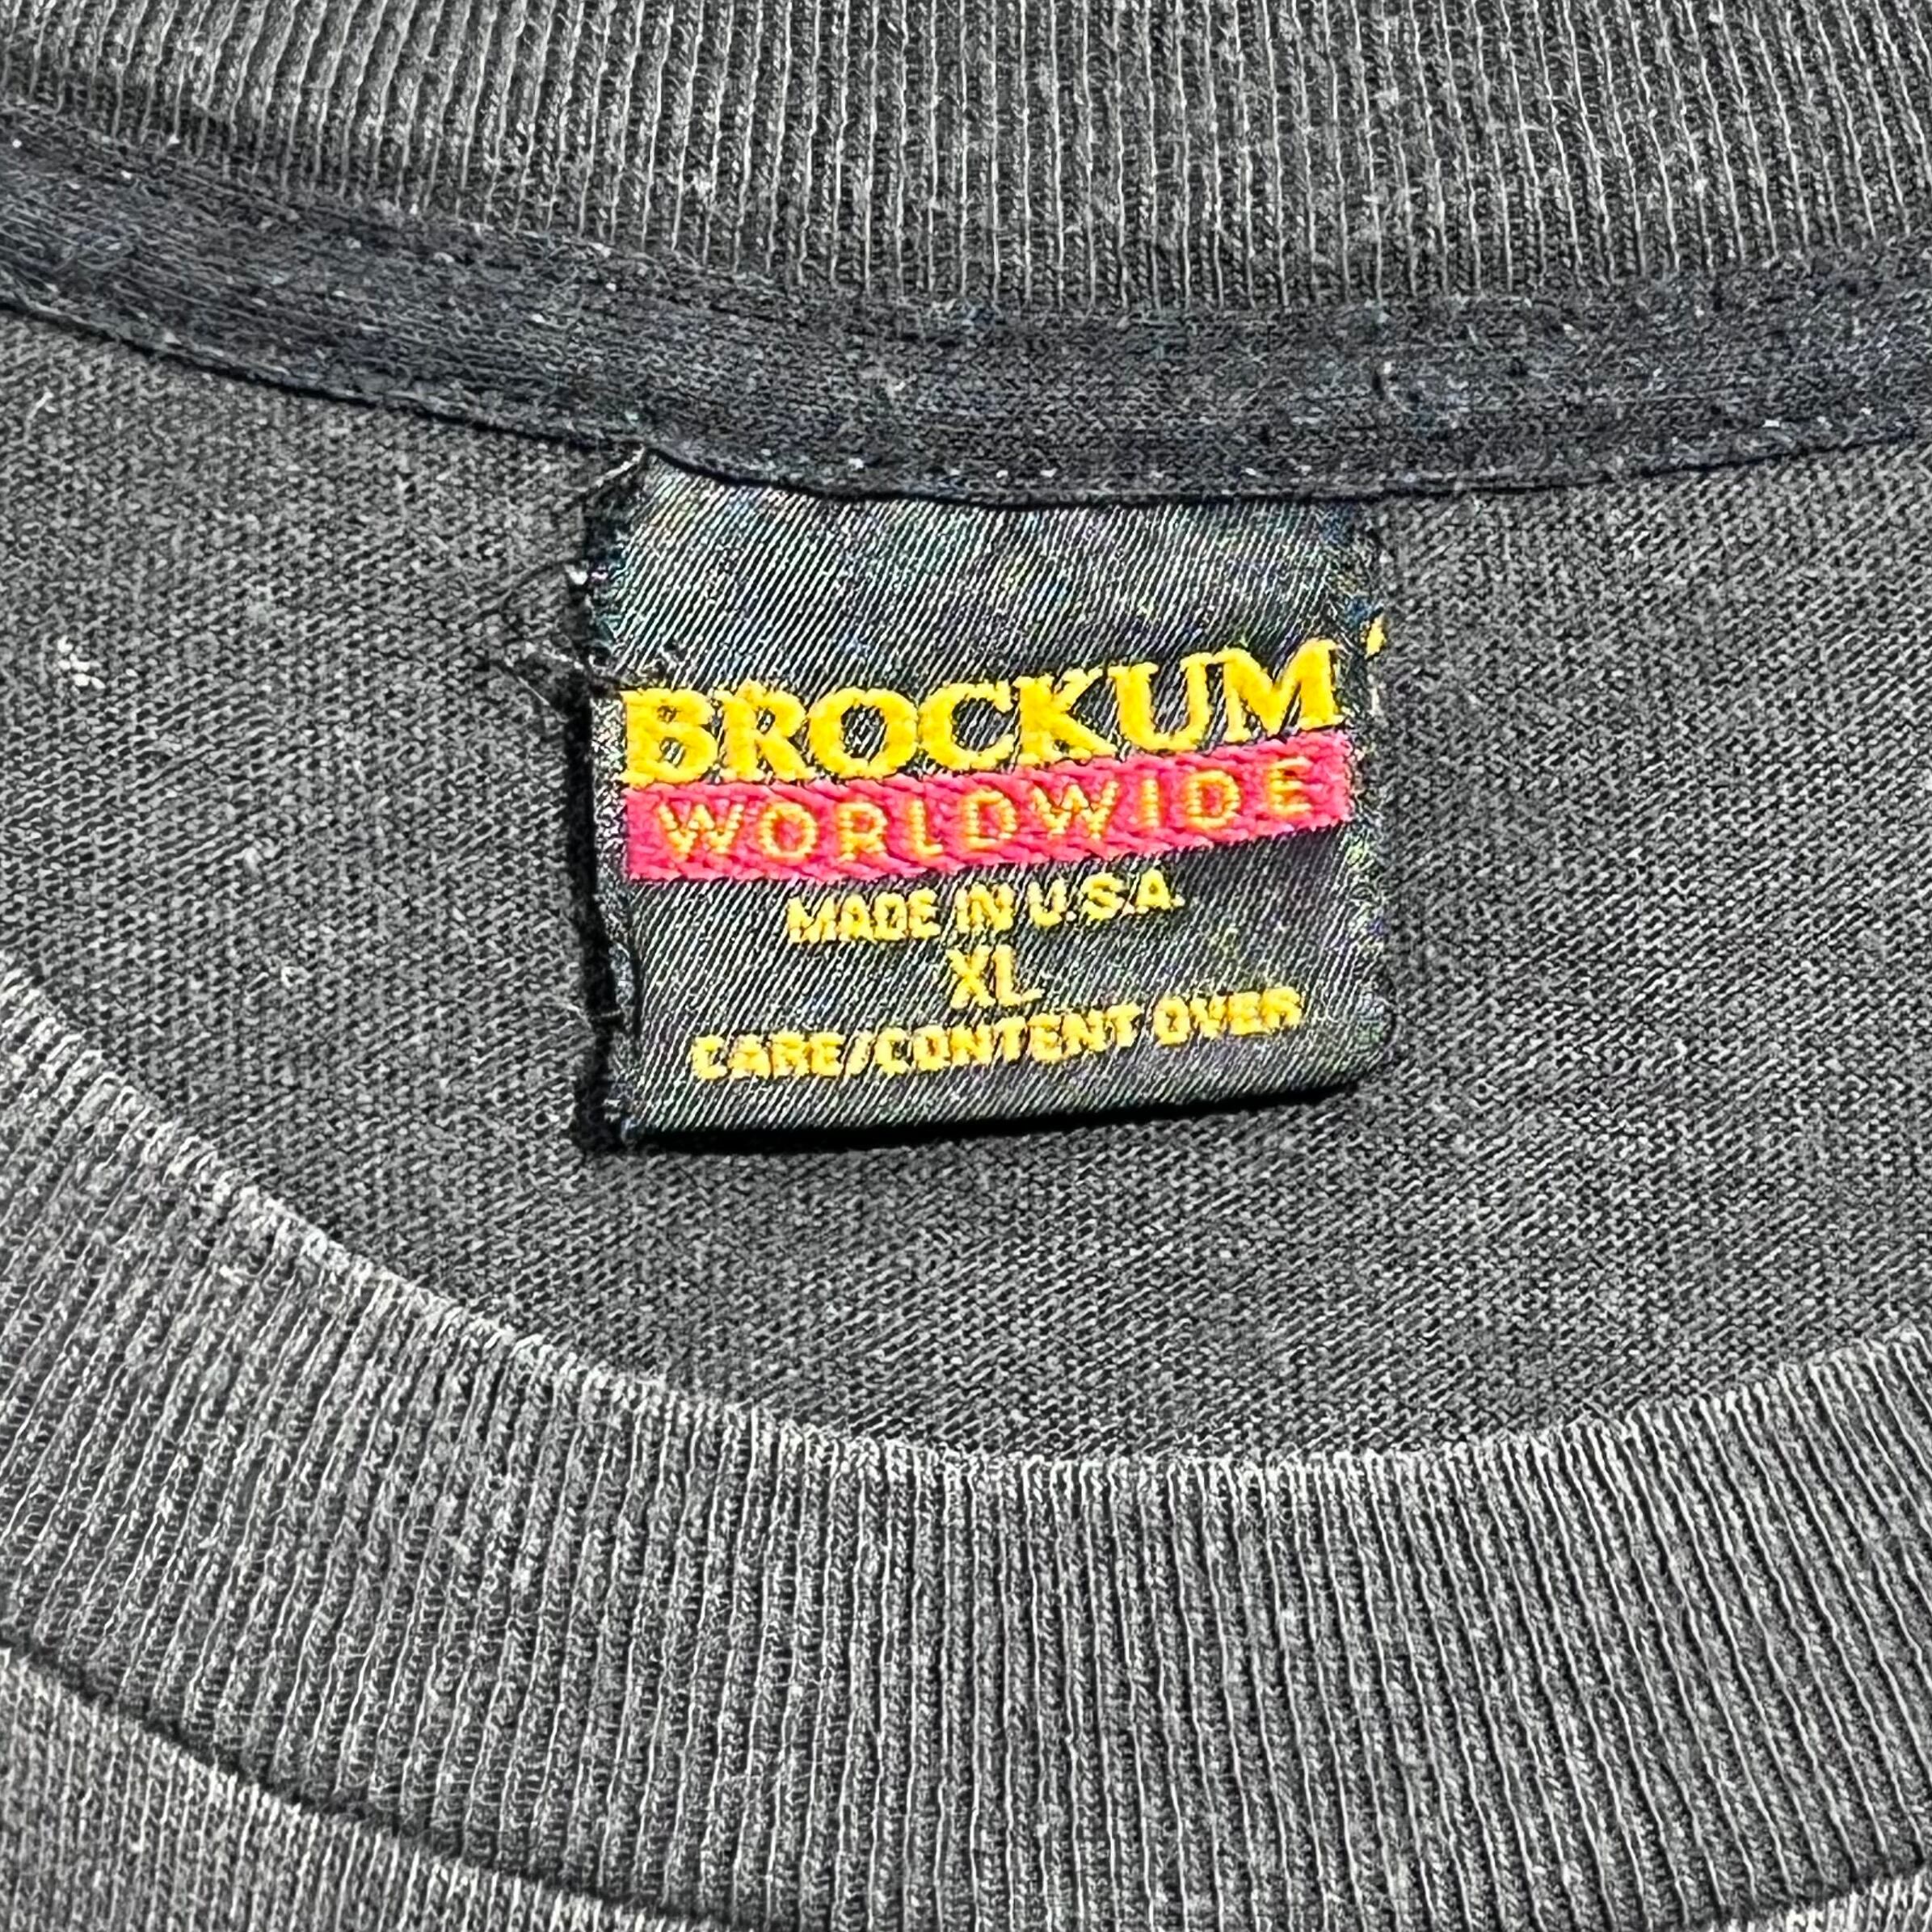 BROCKUM
WORLDWIDE
MADE IN U.S.A.
XL
CARE/CONTENT OVER